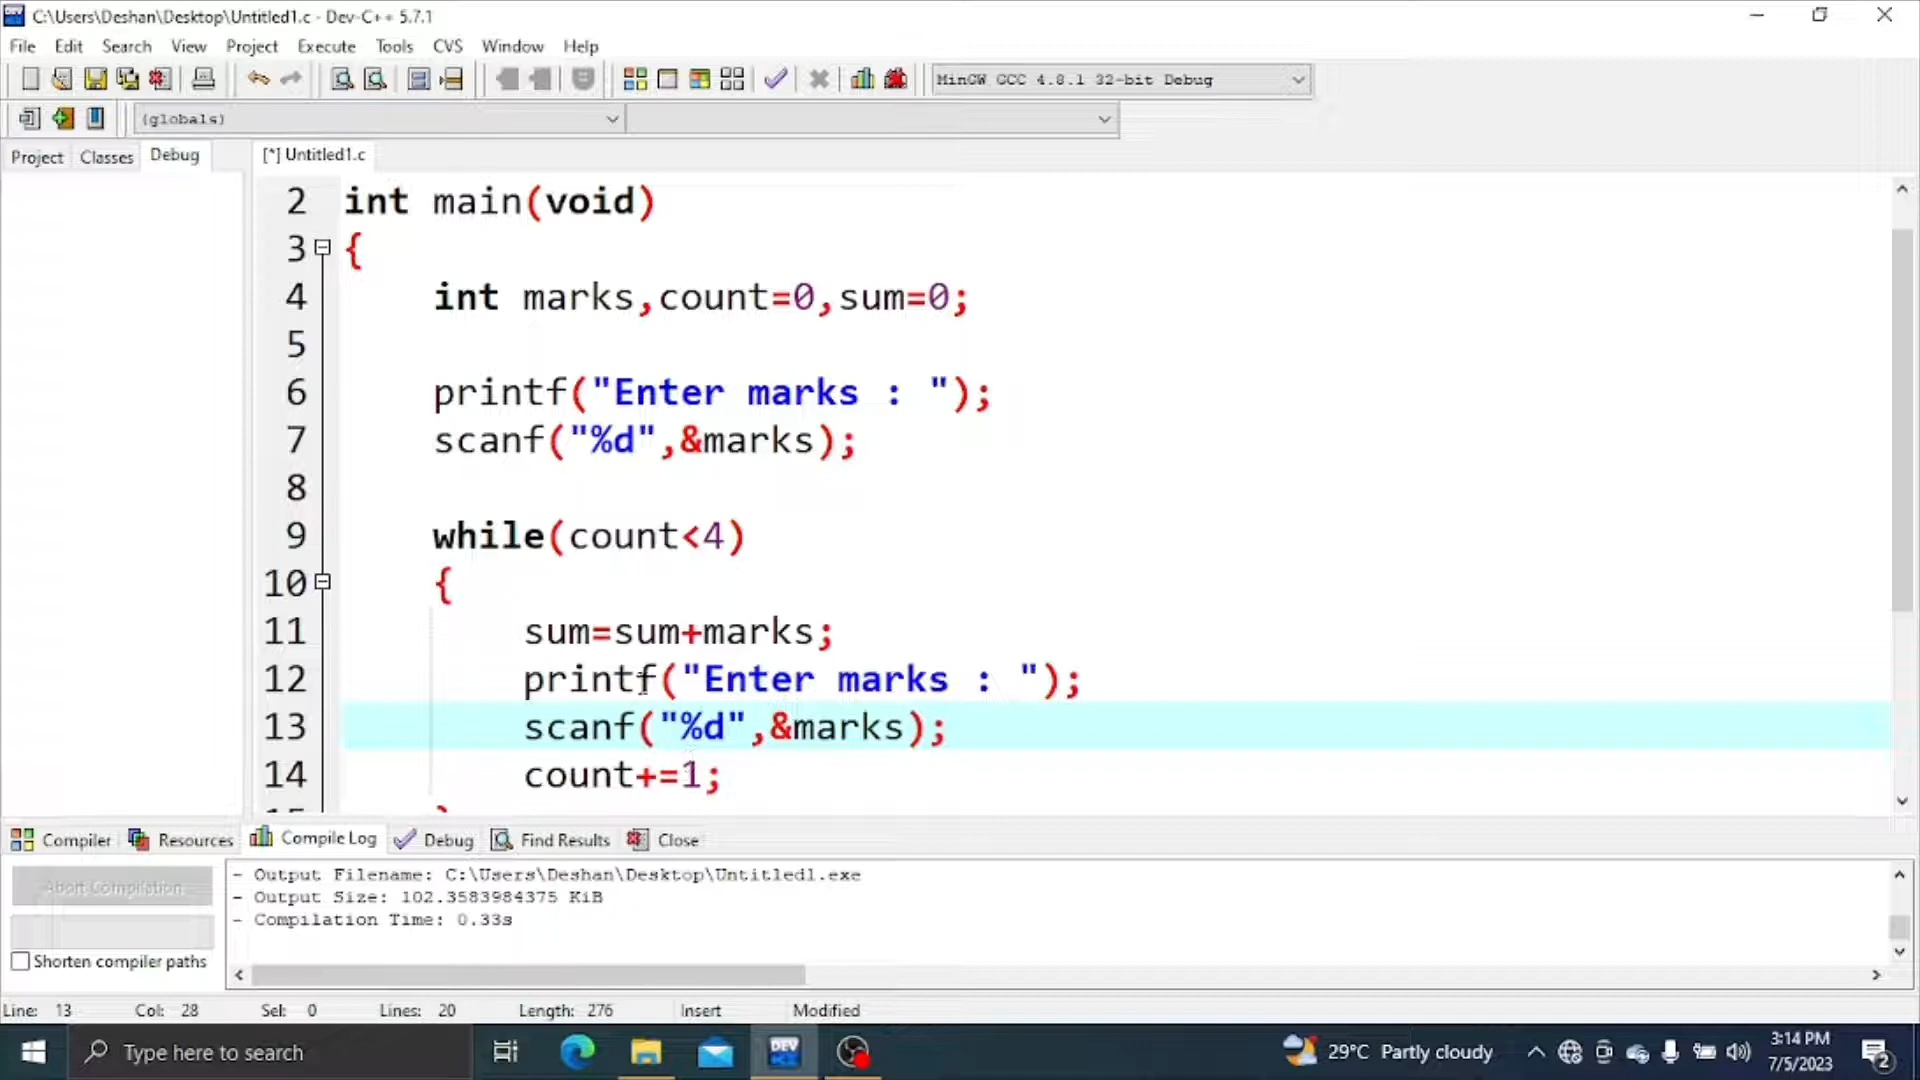 C:\Users\Deshan\Desktop\Untitled1.c - Dev-C++ 5.7.1
File Edit Search View Project Execute Tools CVS Window Help
MinGW GCC 4.8.1 32-bit Debug
(globals)
Project Classes Debug [*] Untitled1.c
2 int main(void)
3 {
4 int marks,count=0,sum=0;
5
6 printf("Enter marks : ");
7 scanf("%d",&marks);
8
9 while(count<4)
10 {
11 sum=sum+marks;
12 printf("Enter marks : ");
13 scanf("%d",&marks);
14 count+=1;
Compiler Resources Compile Log Debug Find Results Close
Abort Compilation
- Output Filename: C:\Users\Deshan\Desktop\Untitled1.exe
- Output Size: 102.3583984375 KiB
- Compilation Time: 0.33s
Shorten compiler paths
Line: 13 Col: 28 Sel: 0 Lines: 20 Length: 276 Insert Modified
Type here to search
DEV
29°C Partly cloudy
3:14 PM
7/5/2023
2